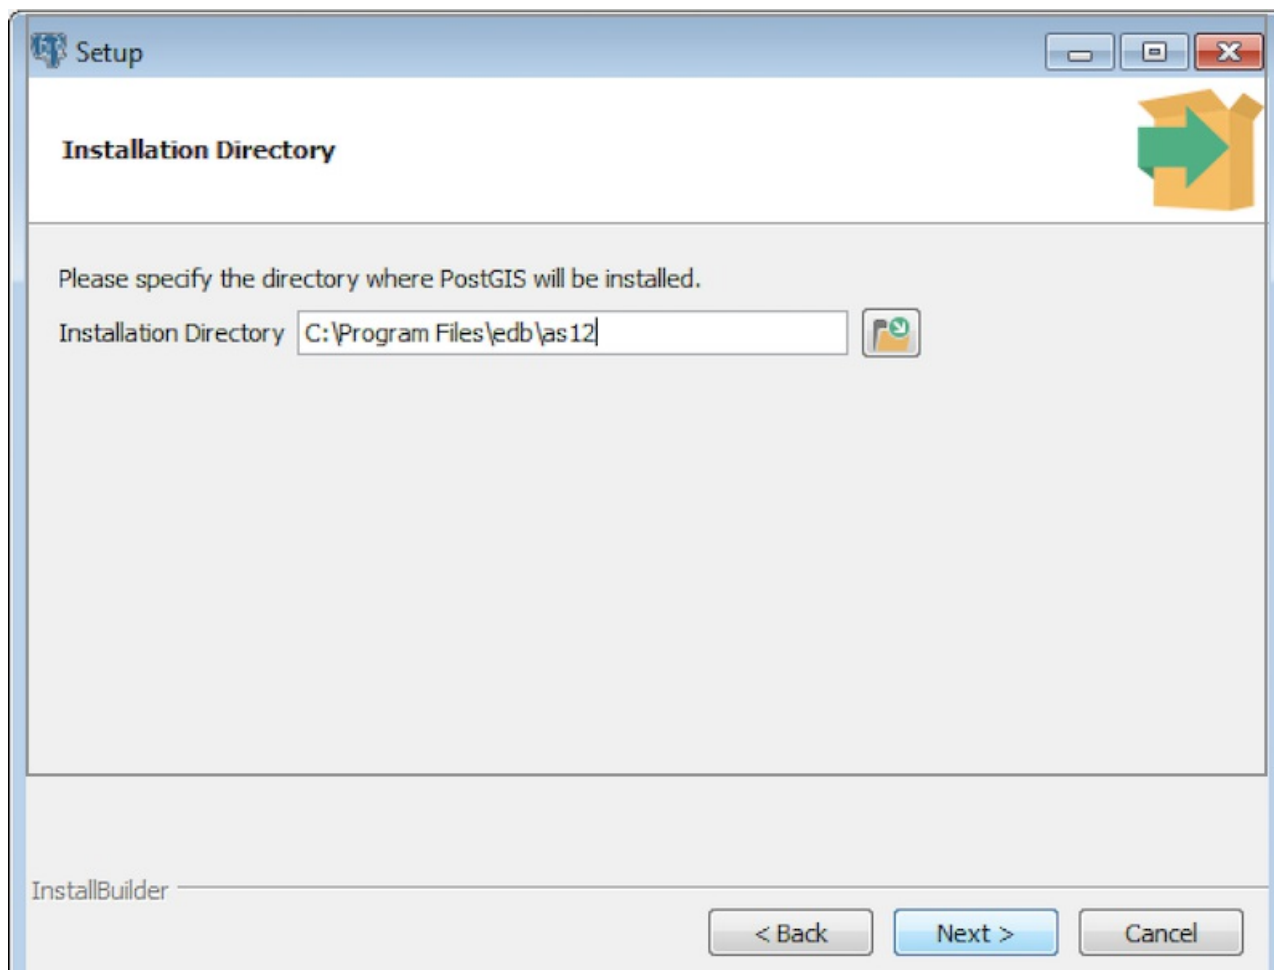 Setup
Installation Directory
Please specify the directory where PostGIS will be installed.
Installation Directory C:\Program Files\edb\as12
InstallBuilder
< Back Next > Cancel